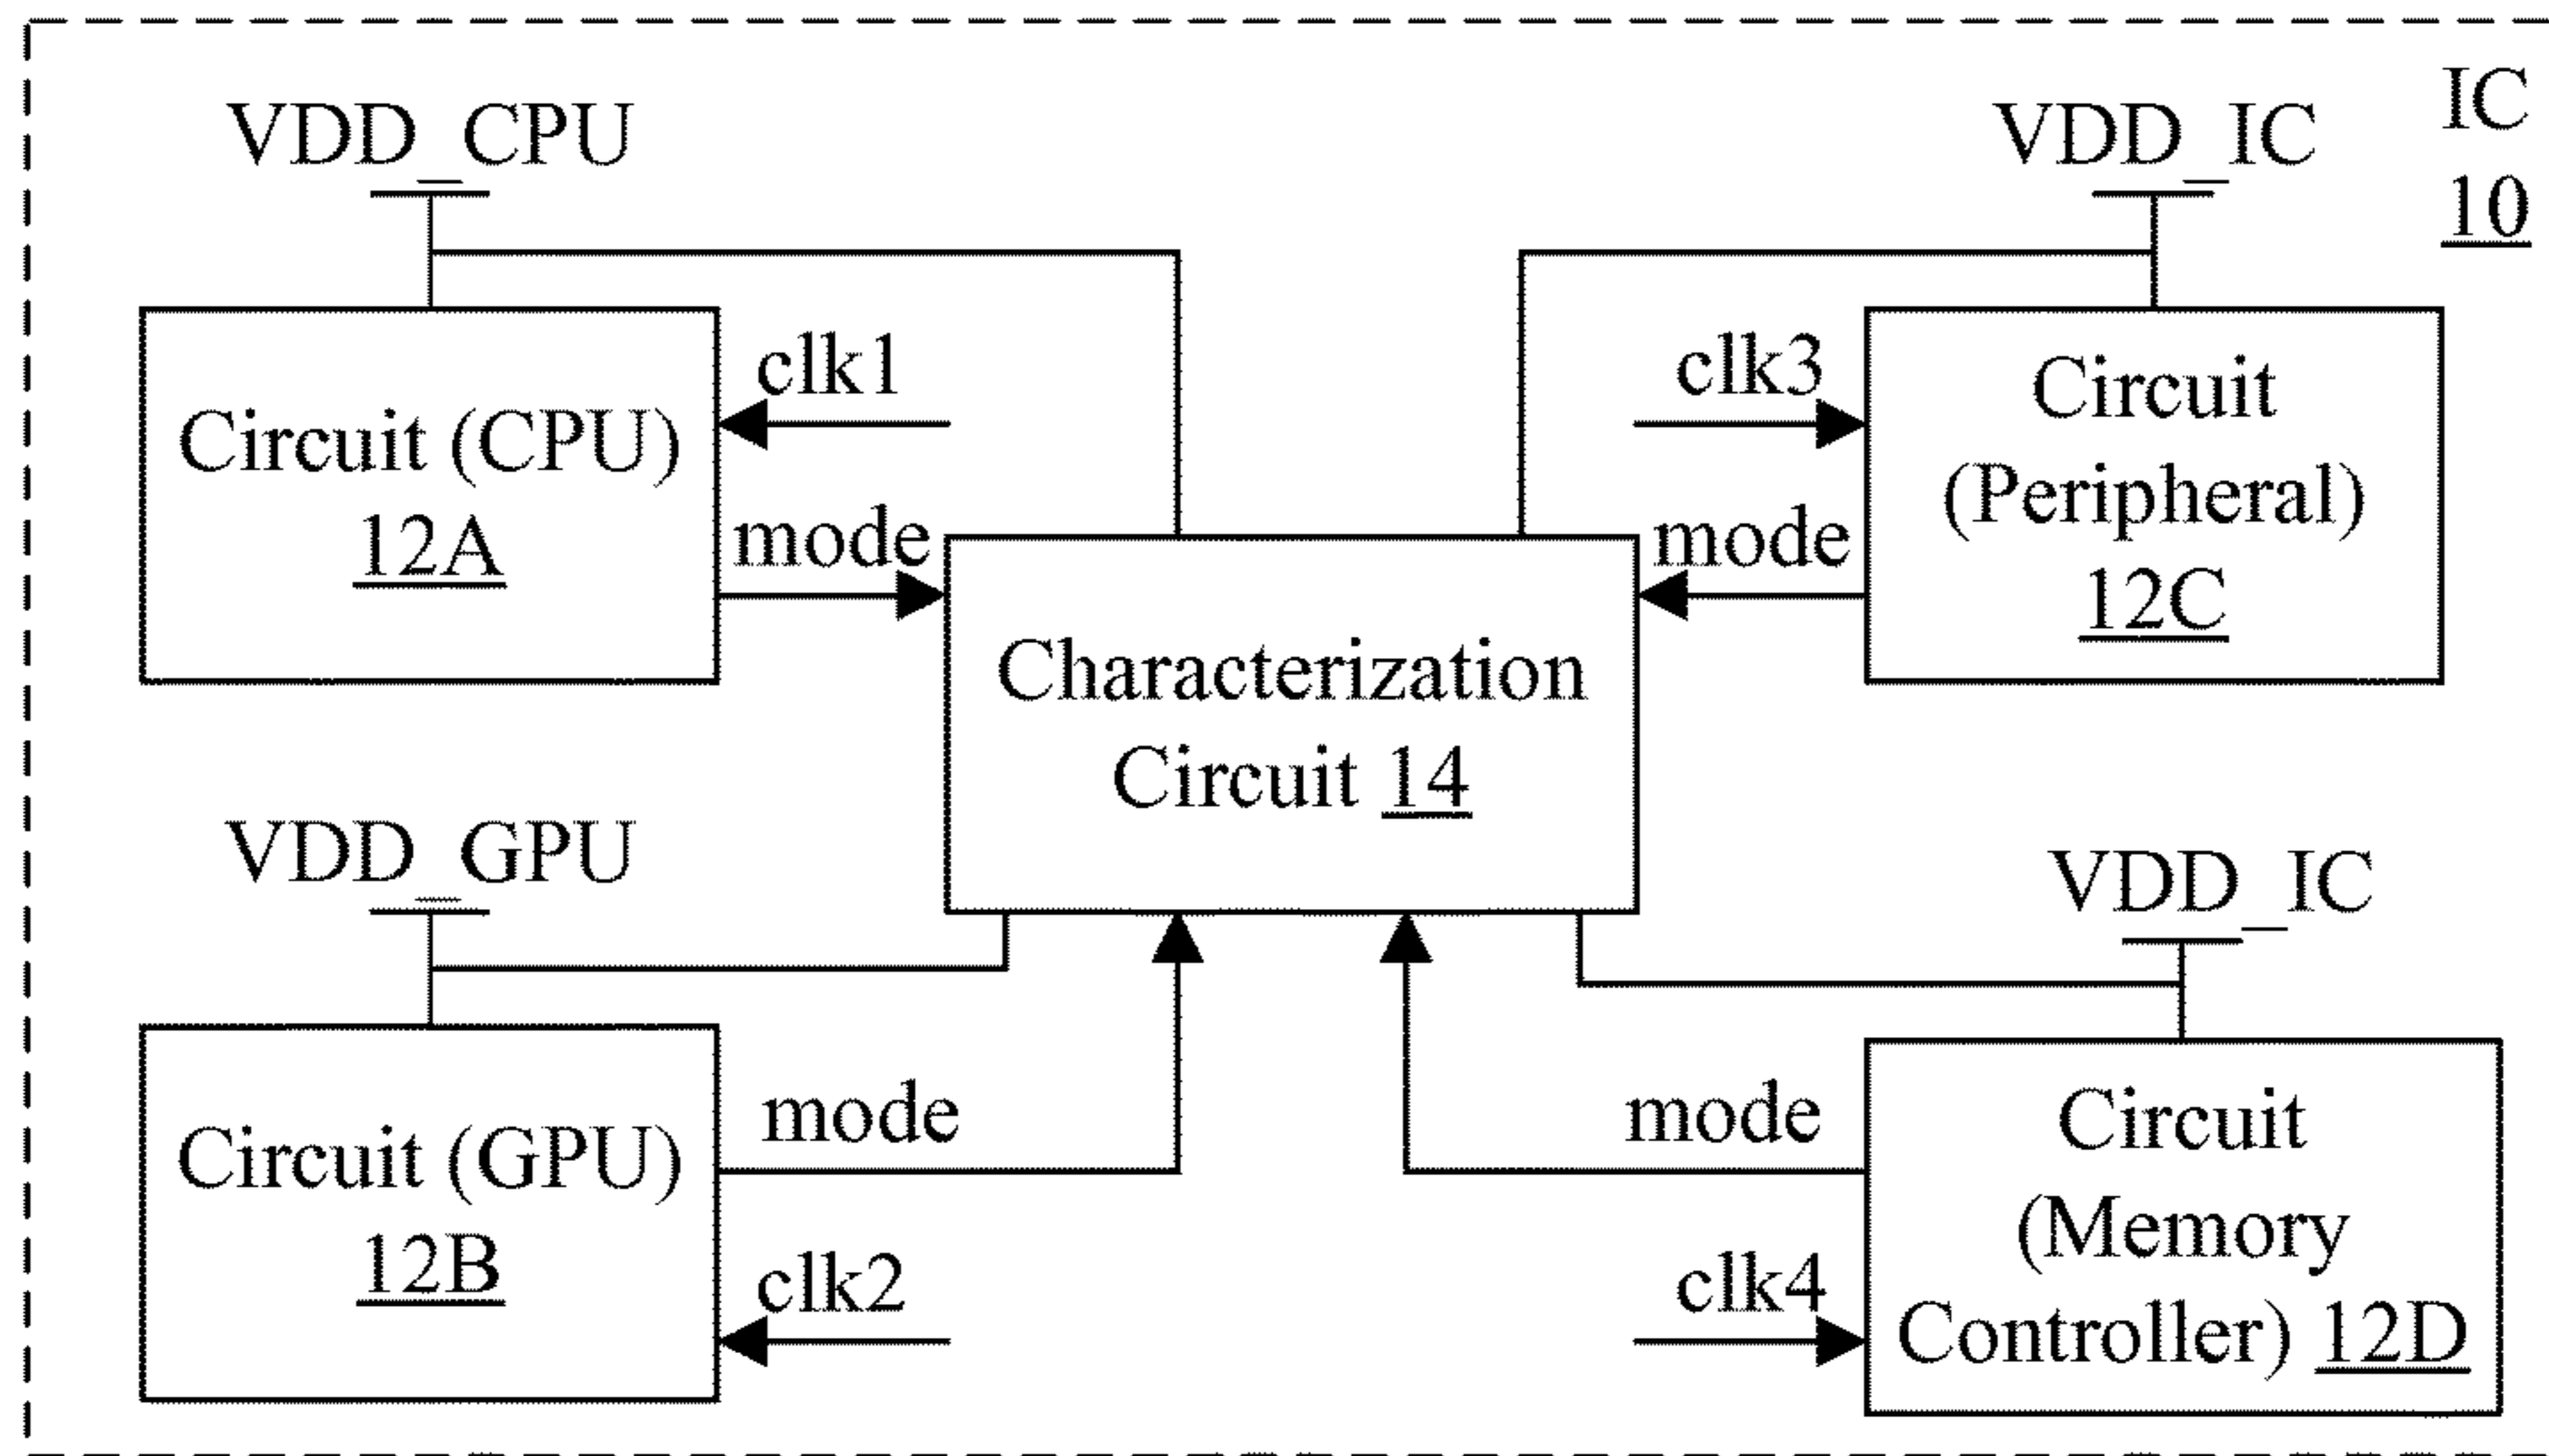 IC
10
VDD_CPU
VDD_IC
clk1
clk3
Circuit (CPU)
12A
mode
mode
Circuit
(Peripheral)
12C
Characterization
Circuit 14
VDD_GPU
VDD_IC
Circuit (GPU)
12B
mode
clk2
mode
clk4
Circuit
(Memory
Controller) 12D